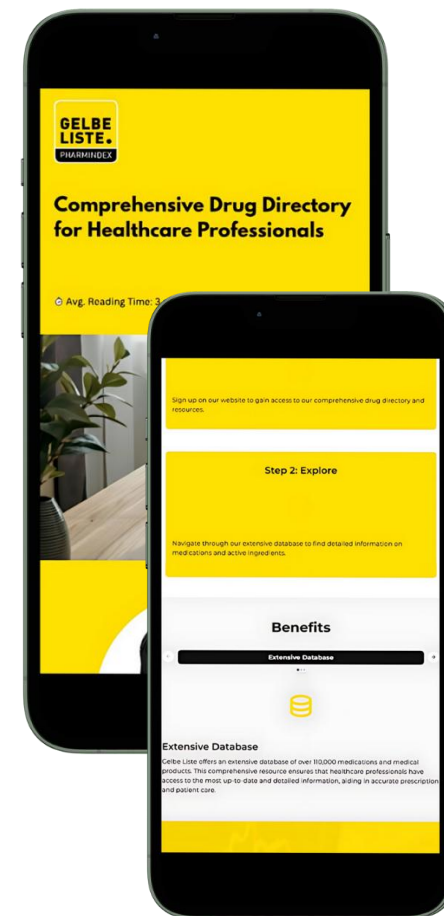 GELBE
LISTE.
PHARMINDEX
Comprehensive Drug Directory
for Healthcare Professionals
Avg. Reading Time: 3
Sign up on our website to gain access to our comprehensive drug directory and
resources.
Step 2: Explore
Navigate through our extensive database to find detailed information on
medications and active ingredients.
Benefits
Extensive Database
Extensive Database
Gelbe Liste offers an extensive database of over 110,000 medications and medical
products. This comprehensive resource ensures that healthcare professionals have
access to the most up-to-date and detailed information, aiding in accurate prescription
and patient care.